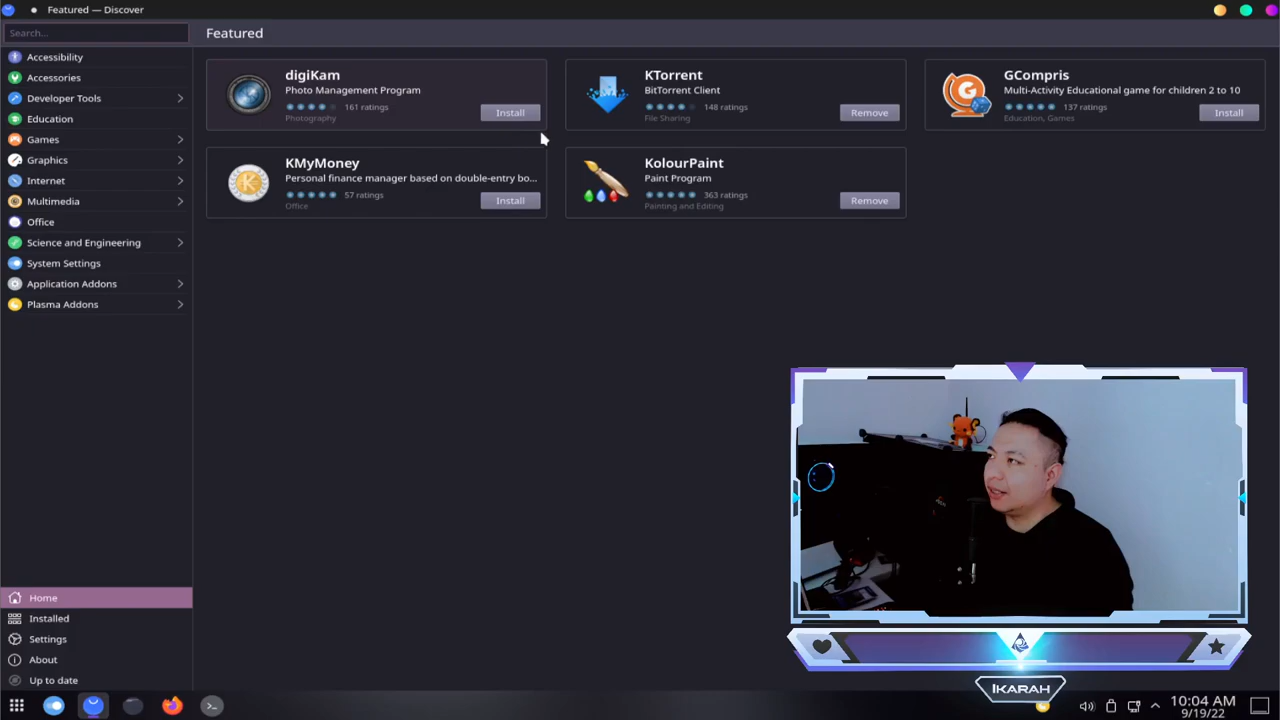 Featured — Discover
Search...
Featured
Accessibility
Accessories
Developer Tools
Education
Games
Graphics
Internet
Multimedia
Office
Science and Engineering
System Settings
Application Addons
Plasma Addons
digiKam
Photo Management Program
161 ratings
Photography
Install
KTorrent
BitTorrent Client
148 ratings
File Sharing
Remove
GCompris
Multi-Activity Educational game for children 2 to 10
137 ratings
Education, Games
Install
KMyMoney
Personal finance manager based on double-entry bo...
57 ratings
Office
Install
KolourPaint
Paint Program
363 ratings
Painting and Editing
Remove
Home
Installed
Settings
About
Up to date
IKARAH
10:04 AM
9/19/22